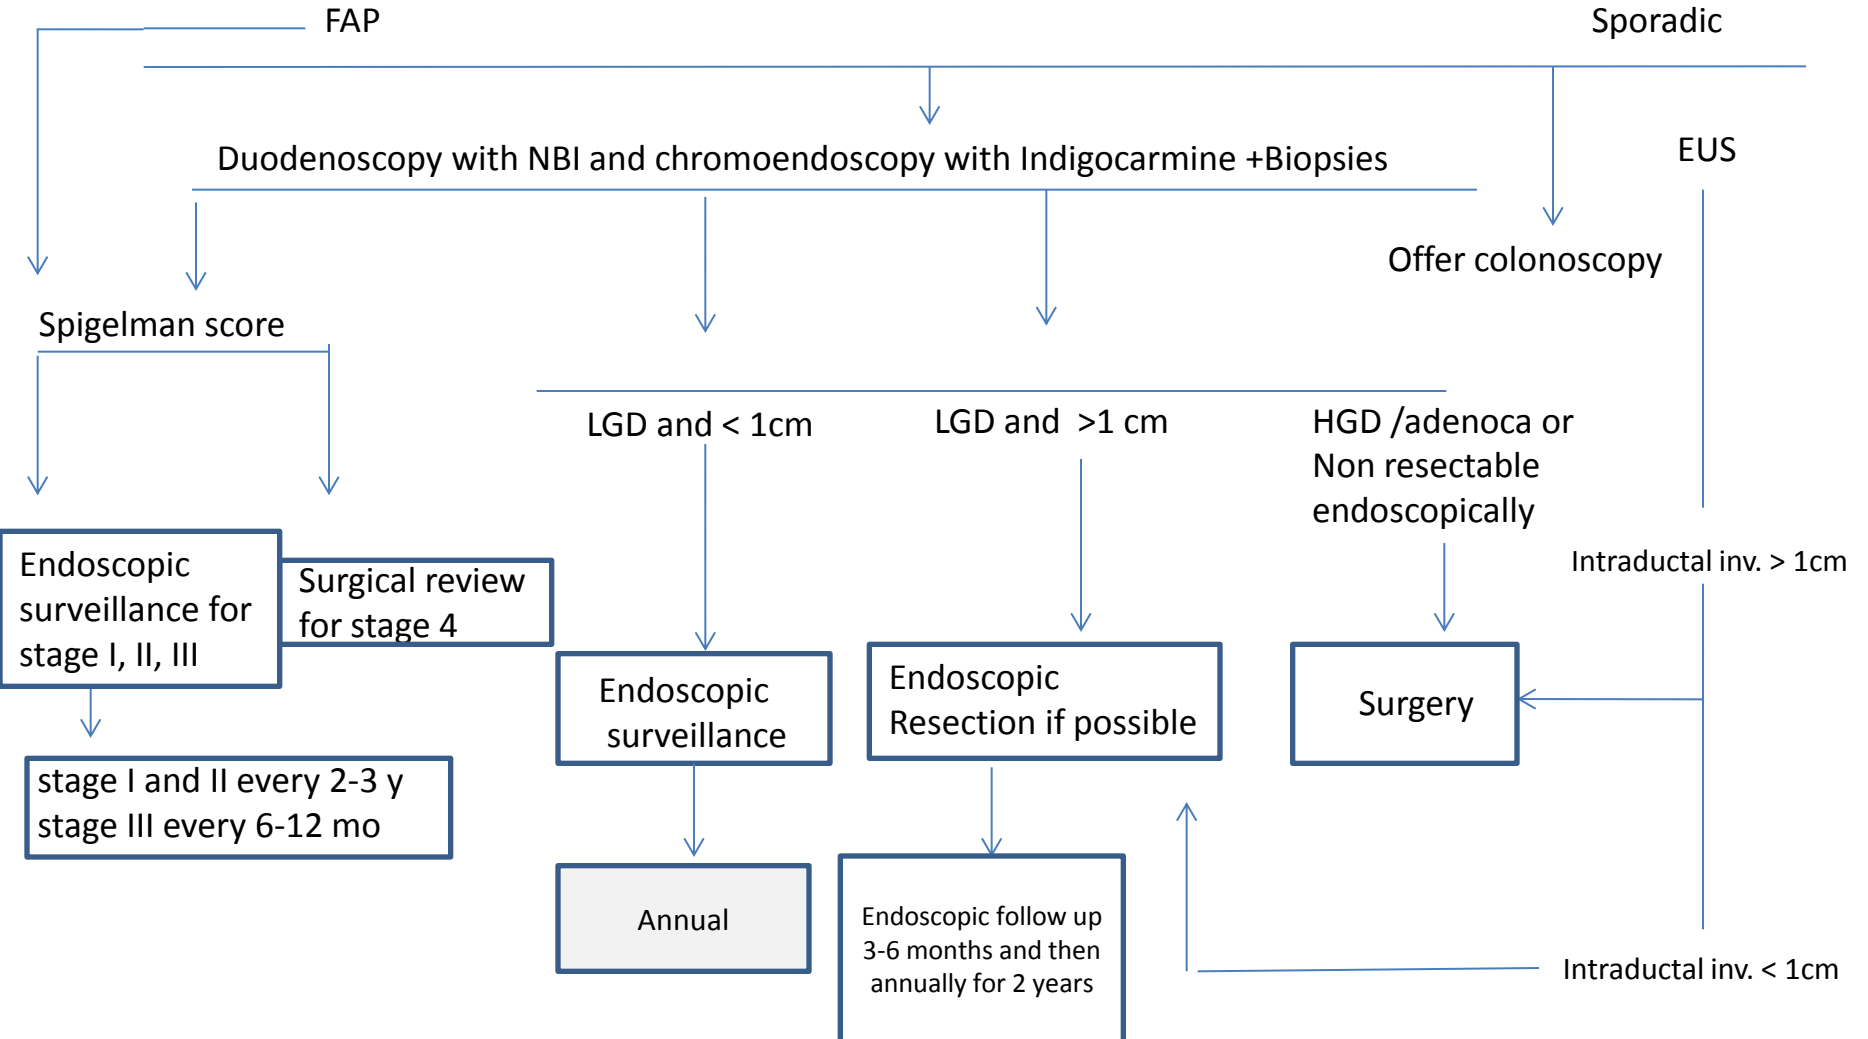 FAP
Sporadic
Duodenoscopy with NBI and chromoendoscopy with Indigocarmine +Biopsies
EUS
Offer colonoscopy
Spigelman score
LGD and < 1cm
LGD and >1 cm
HGD /adenoca or
Non resectable
endoscopically
Endoscopic
surveillance for
stage I, II, III
Surgical review
for stage 4
Intraductal inv. > 1cm
Endoscopic
surveillance
Endoscopic
Resection if possible
Surgery
stage I and II every 2-3 y
stage III every 6-12 mo
Annual
Endoscopic follow up
3-6 months and then
annually for 2 years
Intraductal inv. < 1cm